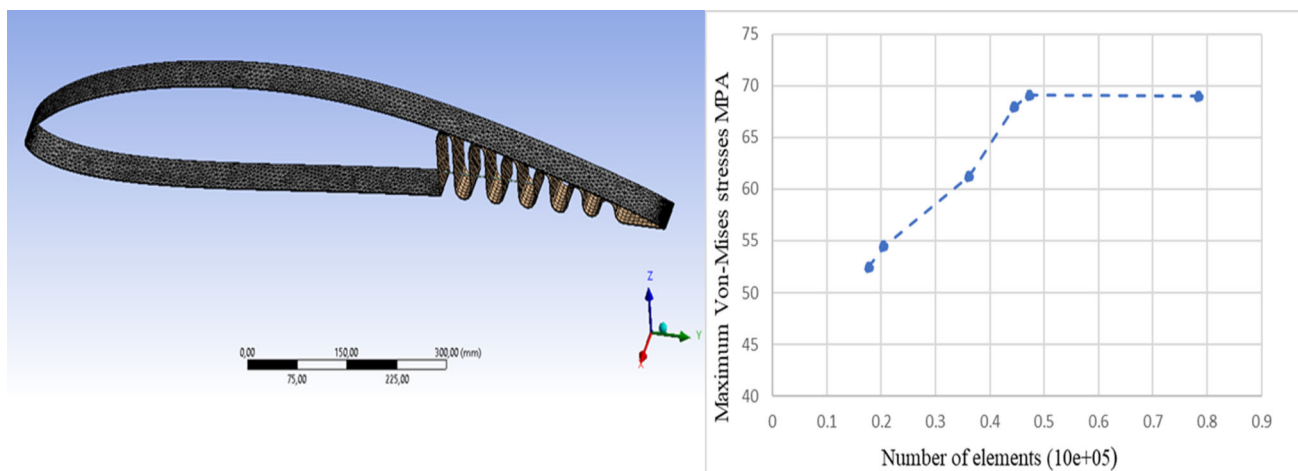 Z
Y
X
0,00 150,00 300,00 (mm)
75,00 225,00
Maximum Von-Mises stresses MPA
75
70
65
60
55
50
45
40
0 0.1 0.2 0.3 0.4 0.5 0.6 0.7 0.8 0.9
Number of elements (10e+05)